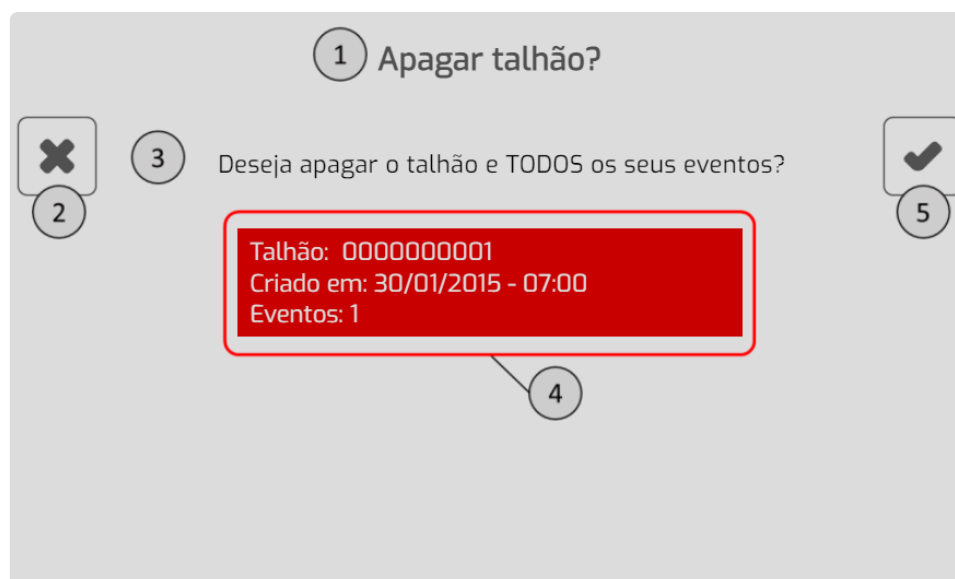 1 Apagar talhão?
3 Deseja apagar o talhão e TODOS os seus eventos?
2
5
Talhão: 0000000001
Criado em: 30/01/2015 - 07:00
Eventos: 1
4